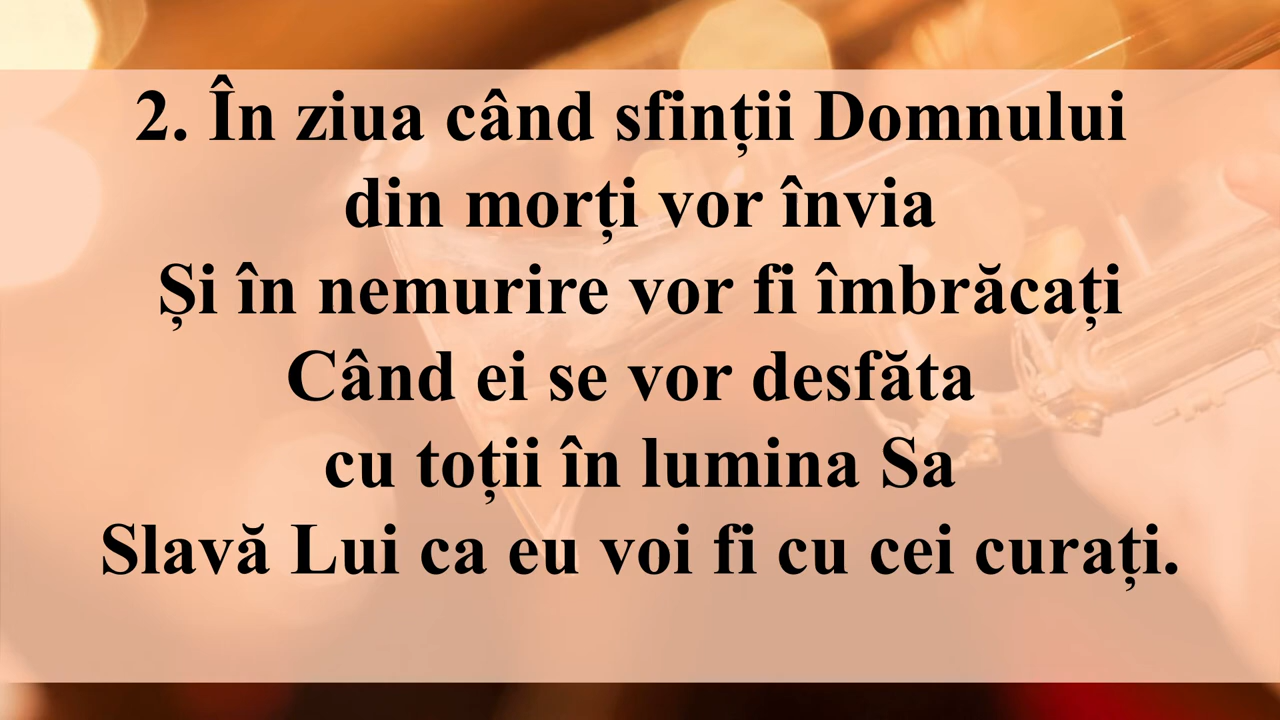 2. În ziua când sfinții Domnului
din morți vor învia
Și în nemurire vor fi îmbrăcați
Când ei se vor desfăta
cu toții în lumina Sa
Slavă Lui ca eu voi fi cu cei curați.